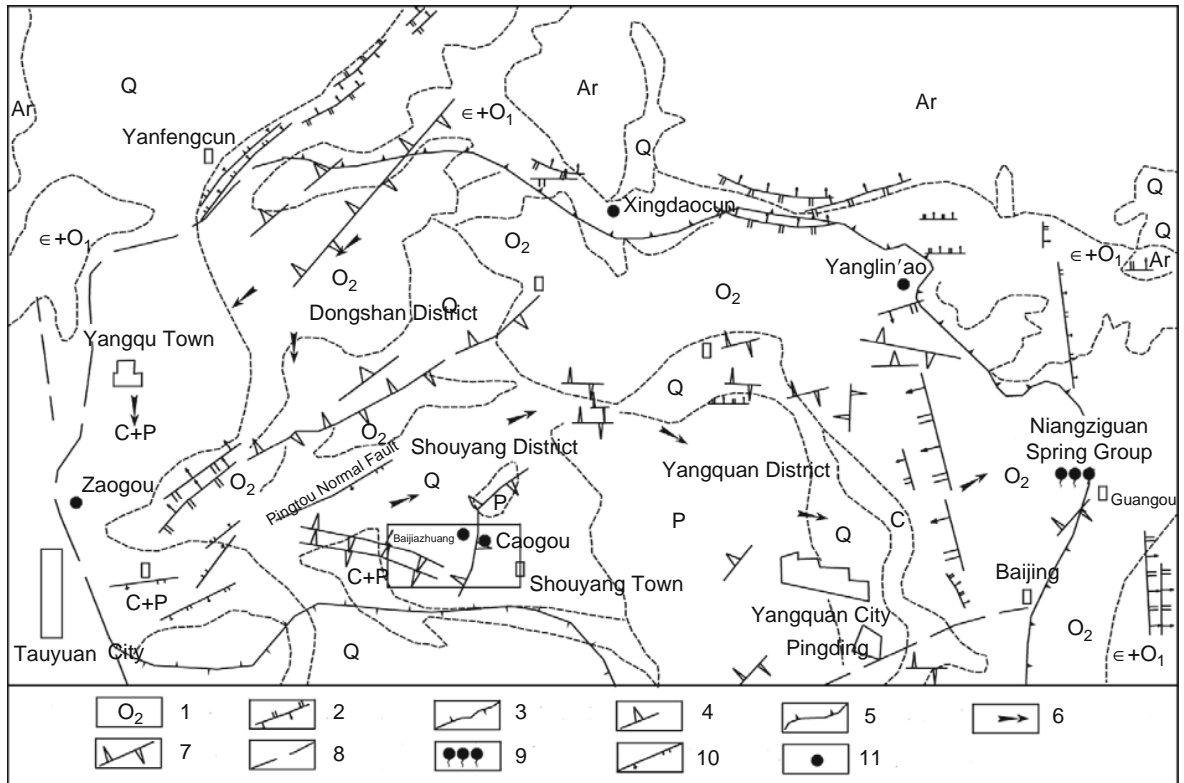 Ar
Q
Yanfengcun
∈+O₁
Ar
Ar
Q
Xingdaocun
Q
Q
∈+O₁
Ar
∈+O₁
O₂
O₂
Q
Dongshan District
O₂
Yanglin'ao
Yangqu Town
C+P
Q
Niangziguan
Spring Group
O₂
Guangou
Zaogou
O₂
O₂
Pingtou Normal Fault
Shouyang District
Q
P
Yangquan District
P
C
Q
Baijiazhuang
Caogou
C+P
Shouyang Town
Baijing
C+P
Yangquan City
Pingding
O₂
∈+O₁
Tauyuan City
Q
O₂ 1
2
3
4
5
6
7
8
9
10
11